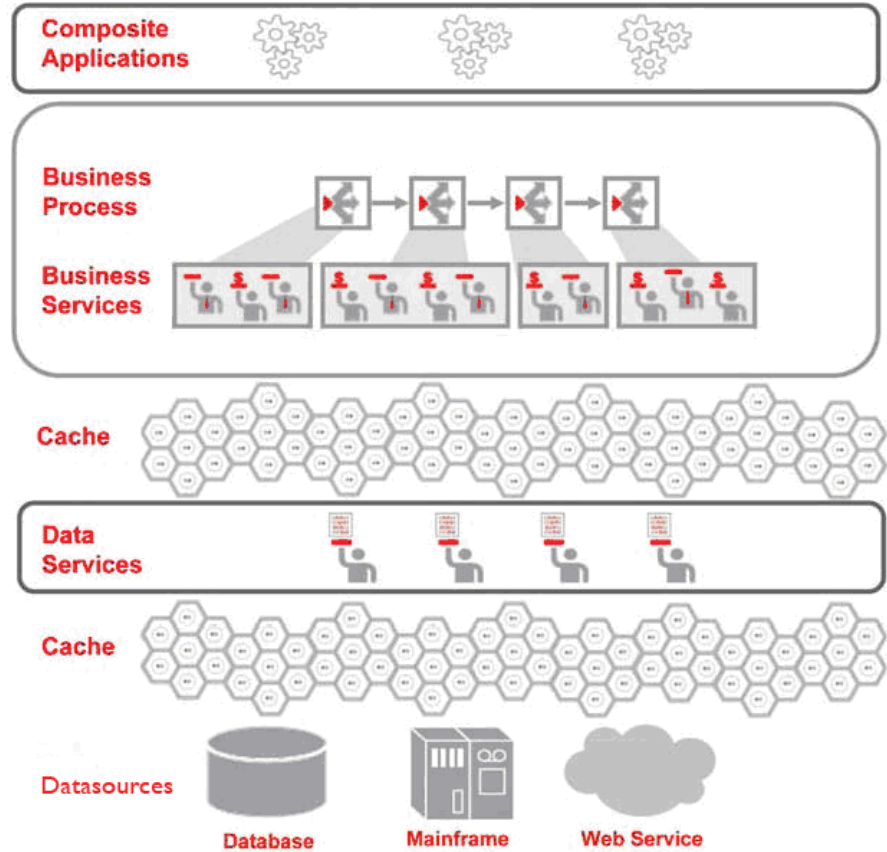 Composite
Applications
Business
Process
Business
Services
$
$
$
$
$
$
Cache
Data
Services
Cache
Datasources
Database
Mainframe
Web Service